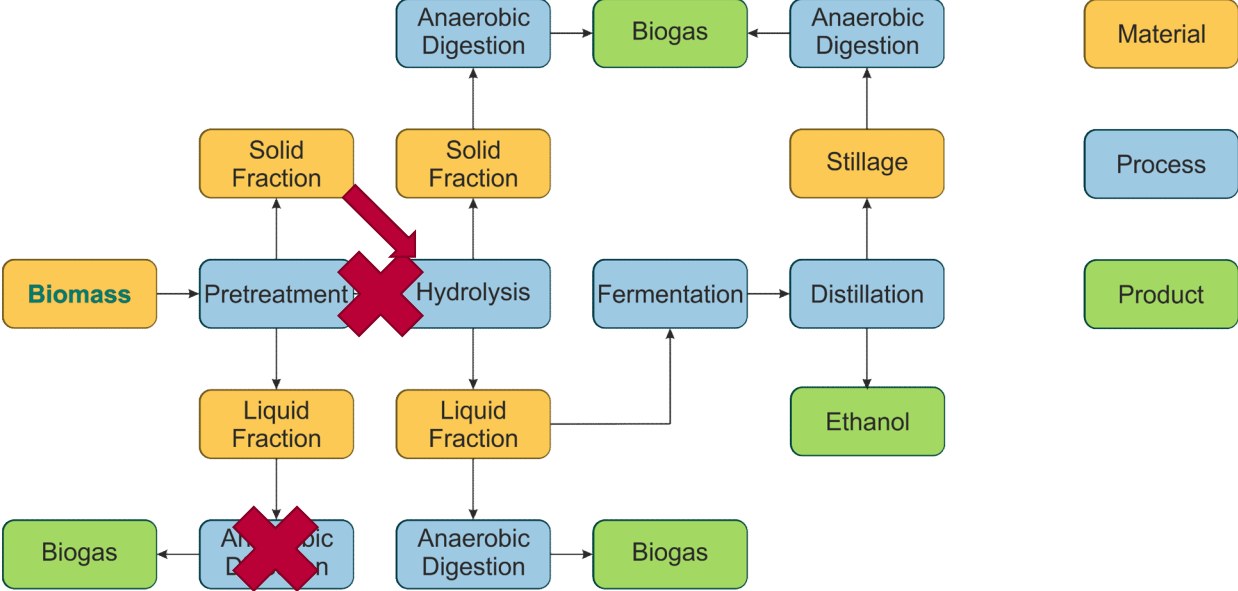 Anaerobic
Digestion
Biogas
Anaerobic
Digestion
Material
Solid
Fraction
Solid
Fraction
Stillage
Process
Biomass
Pretreatment
Hydrolysis
Fermentation
Distillation
Product
Liquid
Fraction
Liquid
Fraction
Ethanol
Biogas
Anaerobic
Digestion
Biogas